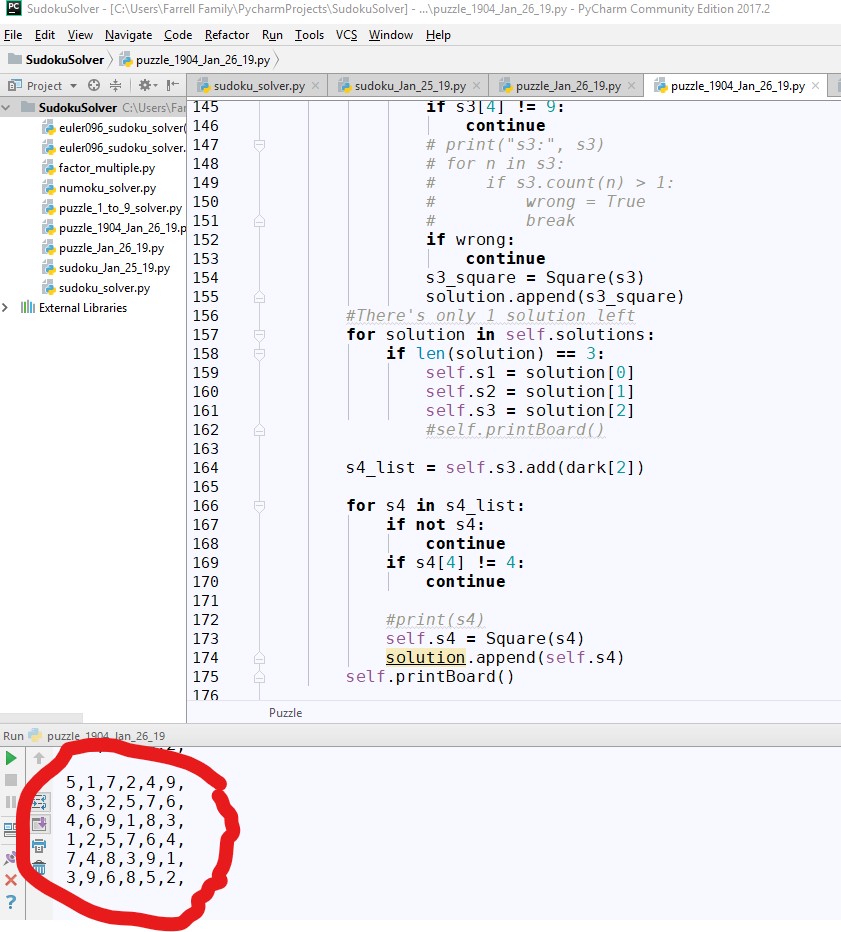 SudokuSolver - [C:\Users\Farrell Family\PycharmProjects\SudokuSolver] - ...\puzzle_1904_Jan_26_19.py - PyCharm Community Edition 2017.2
File Edit View Navigate Code Refactor Run Tools VCS Window Help
SudokuSolver puzzle_1904_Jan_26_19.py
Project sudoku_solver.py sudoku_Jan_25_19.py puzzle_Jan_26_19.py puzzle_1904_Jan_26_19.py
SudokuSolver C:\Users\Far
euler096_sudoku_solver(
euler096_sudoku_solver.
factor_multiple.py
numoku_solver.py
puzzle_1_to_9_solver.py
puzzle_1904_Jan_26_19.p
puzzle_Jan_26_19.py
sudoku_Jan_25_19.py
sudoku_solver.py
External Libraries
145 if s3[4] != 9:
146 continue
147 # print("s3:", s3)
148 # for n in s3:
149 #     if s3.count(n) > 1:
150 #         wrong = True
151 #         break
152 if wrong:
153 continue
154 s3_square = Square(s3)
155 solution.append(s3_square)
156 #There's only 1 solution left
157 for solution in self.solutions:
158 if len(solution) == 3:
159 self.s1 = solution[0]
160 self.s2 = solution[1]
161 self.s3 = solution[2]
162 #self.printBoard()
163
164 s4_list = self.s3.add(dark[2])
165
166 for s4 in s4_list:
167 if not s4:
168 continue
169 if s4[4] != 4:
170 continue
171
172 #print(s4)
173 self.s4 = Square(s4)
174 solution.append(self.s4)
175 self.printBoard()
176
Puzzle
Run puzzle_1904_Jan_26_19
5,1,7,2,4,9,
8,3,2,5,7,6,
4,6,9,1,8,3,
1,2,5,7,6,4,
7,4,8,3,9,1,
3,9,6,8,5,2,